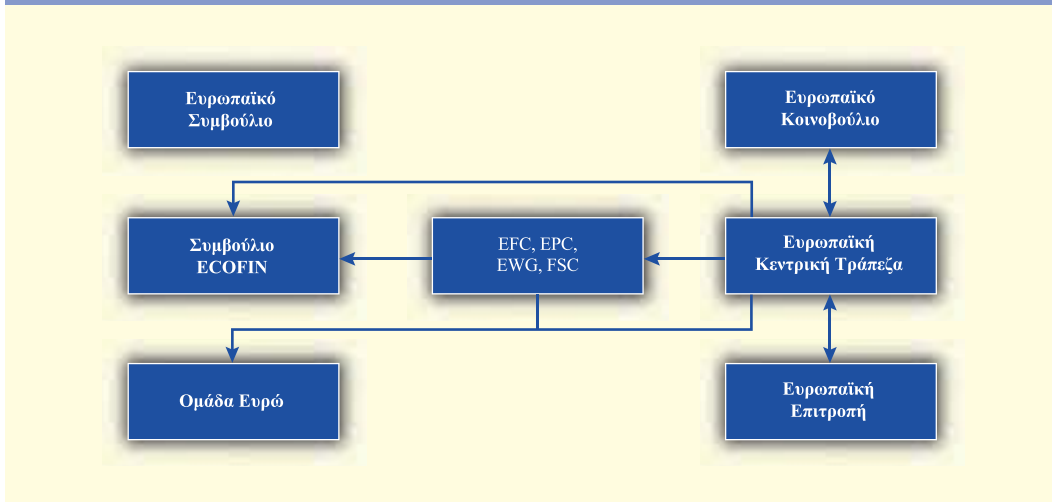 Ευρωπαϊκό
Συμβούλιο
Ευρωπαϊκό
Κοινοβούλιο
Συμβούλιο
ECOFIN
EFC, EPC,
EWG, FSC
Ευρωπαϊκή
Κεντρική Τράπεζα
Ομάδα Ευρώ
Ευρωπαϊκή
Επιτροπή